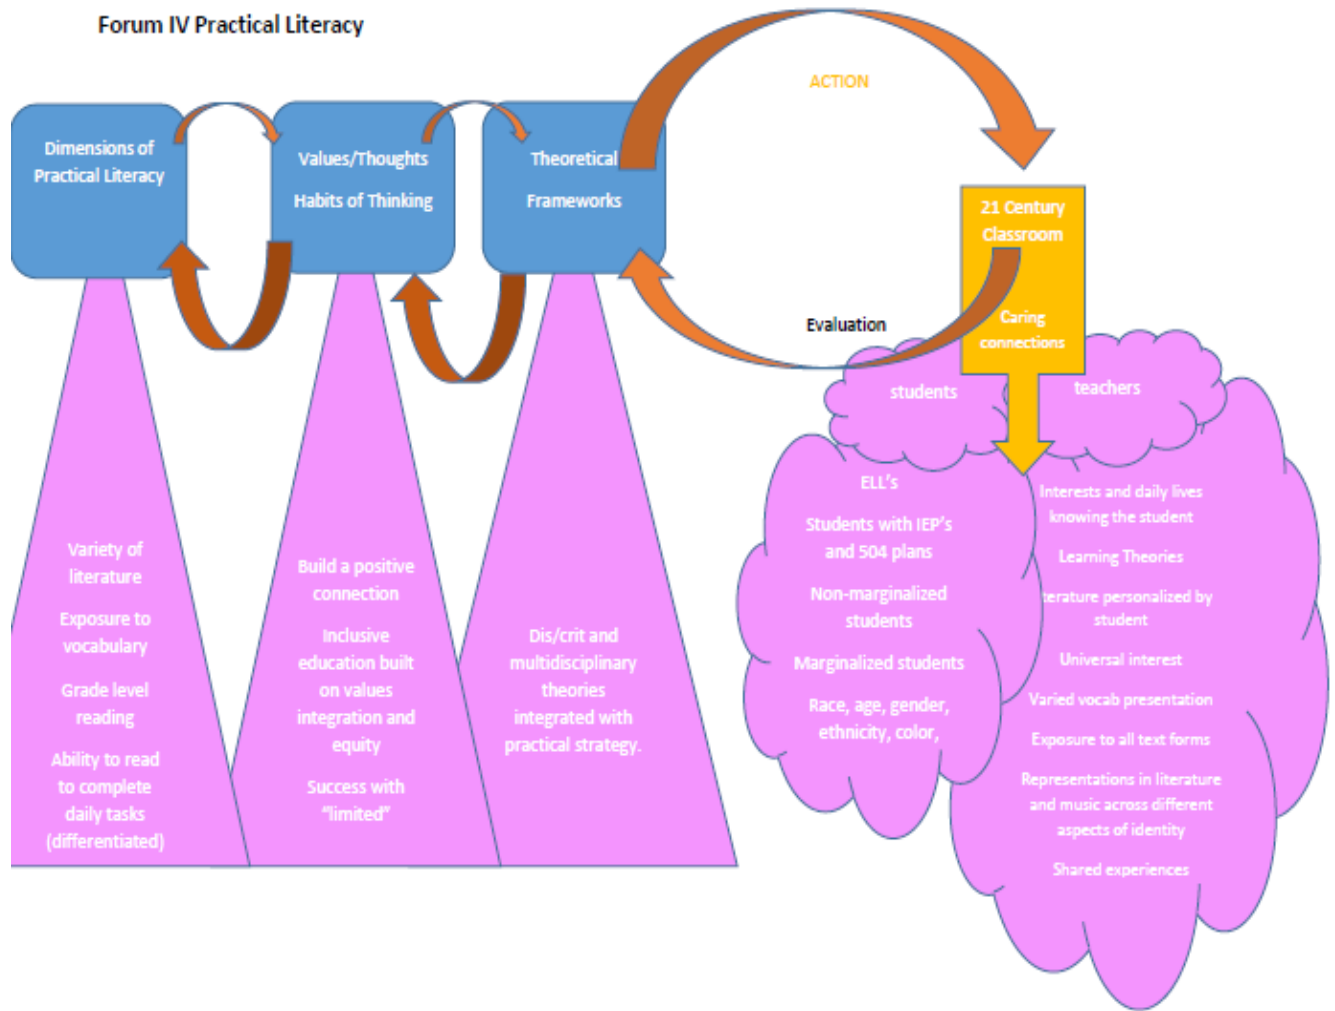 Forum IV Practical Literacy
ACTION
Dimensions of
Practical Literacy
Values/Thoughts
Habits of Thinking
Theoretical
Frameworks
21 Century
Classroom
Caring
connections
Evaluation
students
teachers
Variety of
literature
Exposure to
vocabulary
Grade level
reading
Ability to read
to complete
daily tasks
(differentiated)
Build a positive
connection
Inclusive
education built
on values
integration and
equity
Success with
“limited”
Dis/crit and
multidisciplinary
theories
integrated with
practical strategy.
ELL’s
Students with IEP’s
and 504 plans
Non-marginalized
students
Marginalized students
Race, age, gender,
ethnicity, color,
Interests and daily lives
knowing the student
Learning Theories
terature personalized by
student
Universal interest
Varied vocab presentation
Exposure to all text forms
Representations in literature
and music across different
aspects of identity
Shared experiences